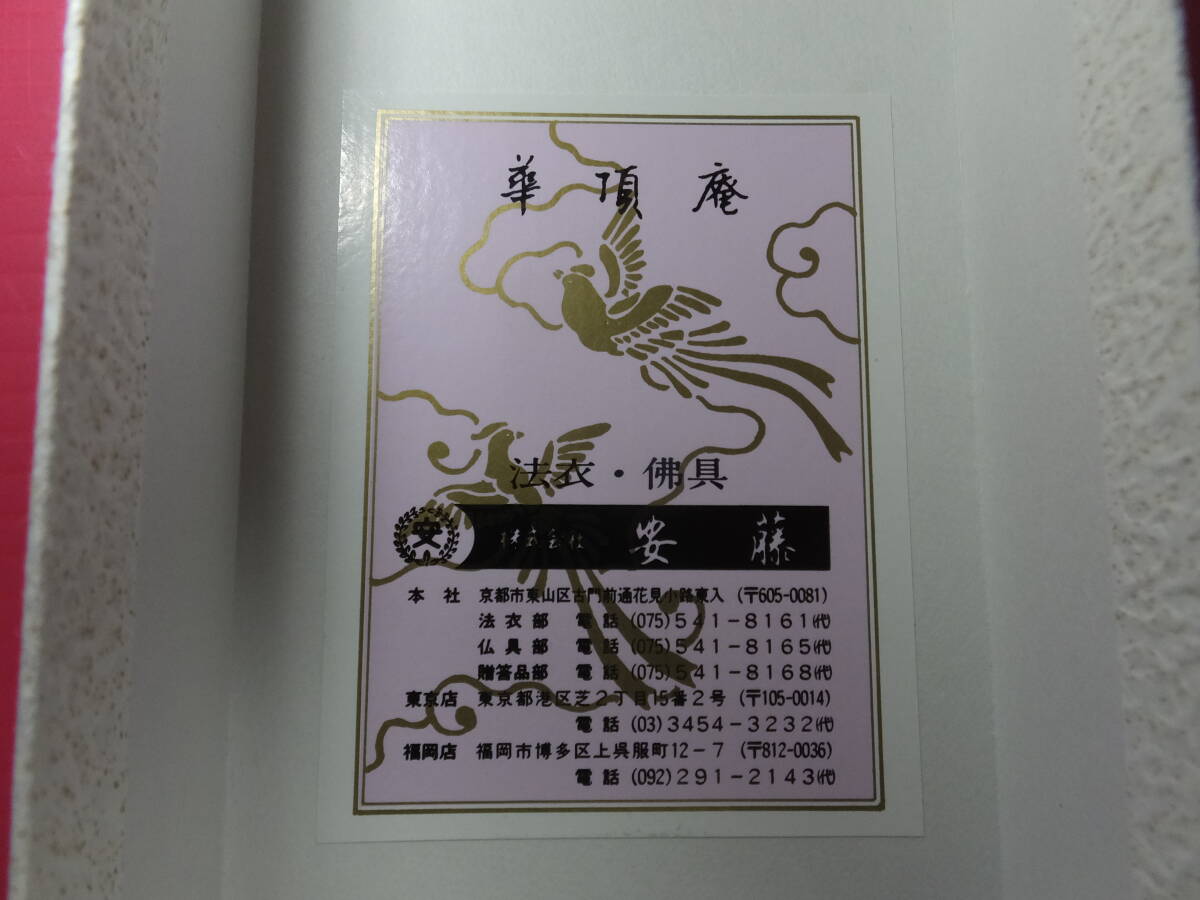 華頂庵
法衣・佛具
安 株式会社 安藤
本社 京都市東山区古門前通花見小路東入 (〒605-0081)
法衣部 電話 (075)541-8161(代)
仏具部 電話 (075)541-8165(代)
贈答品部 電話 (075)541-8168(代)
東京店 東京都港区芝2丁目15番2号 (〒105-0014)
電話 (03)3454-3232(代)
福岡店 福岡市博多区上呉服町12-7 (〒812-0036)
電話 (092)291-2143(代)